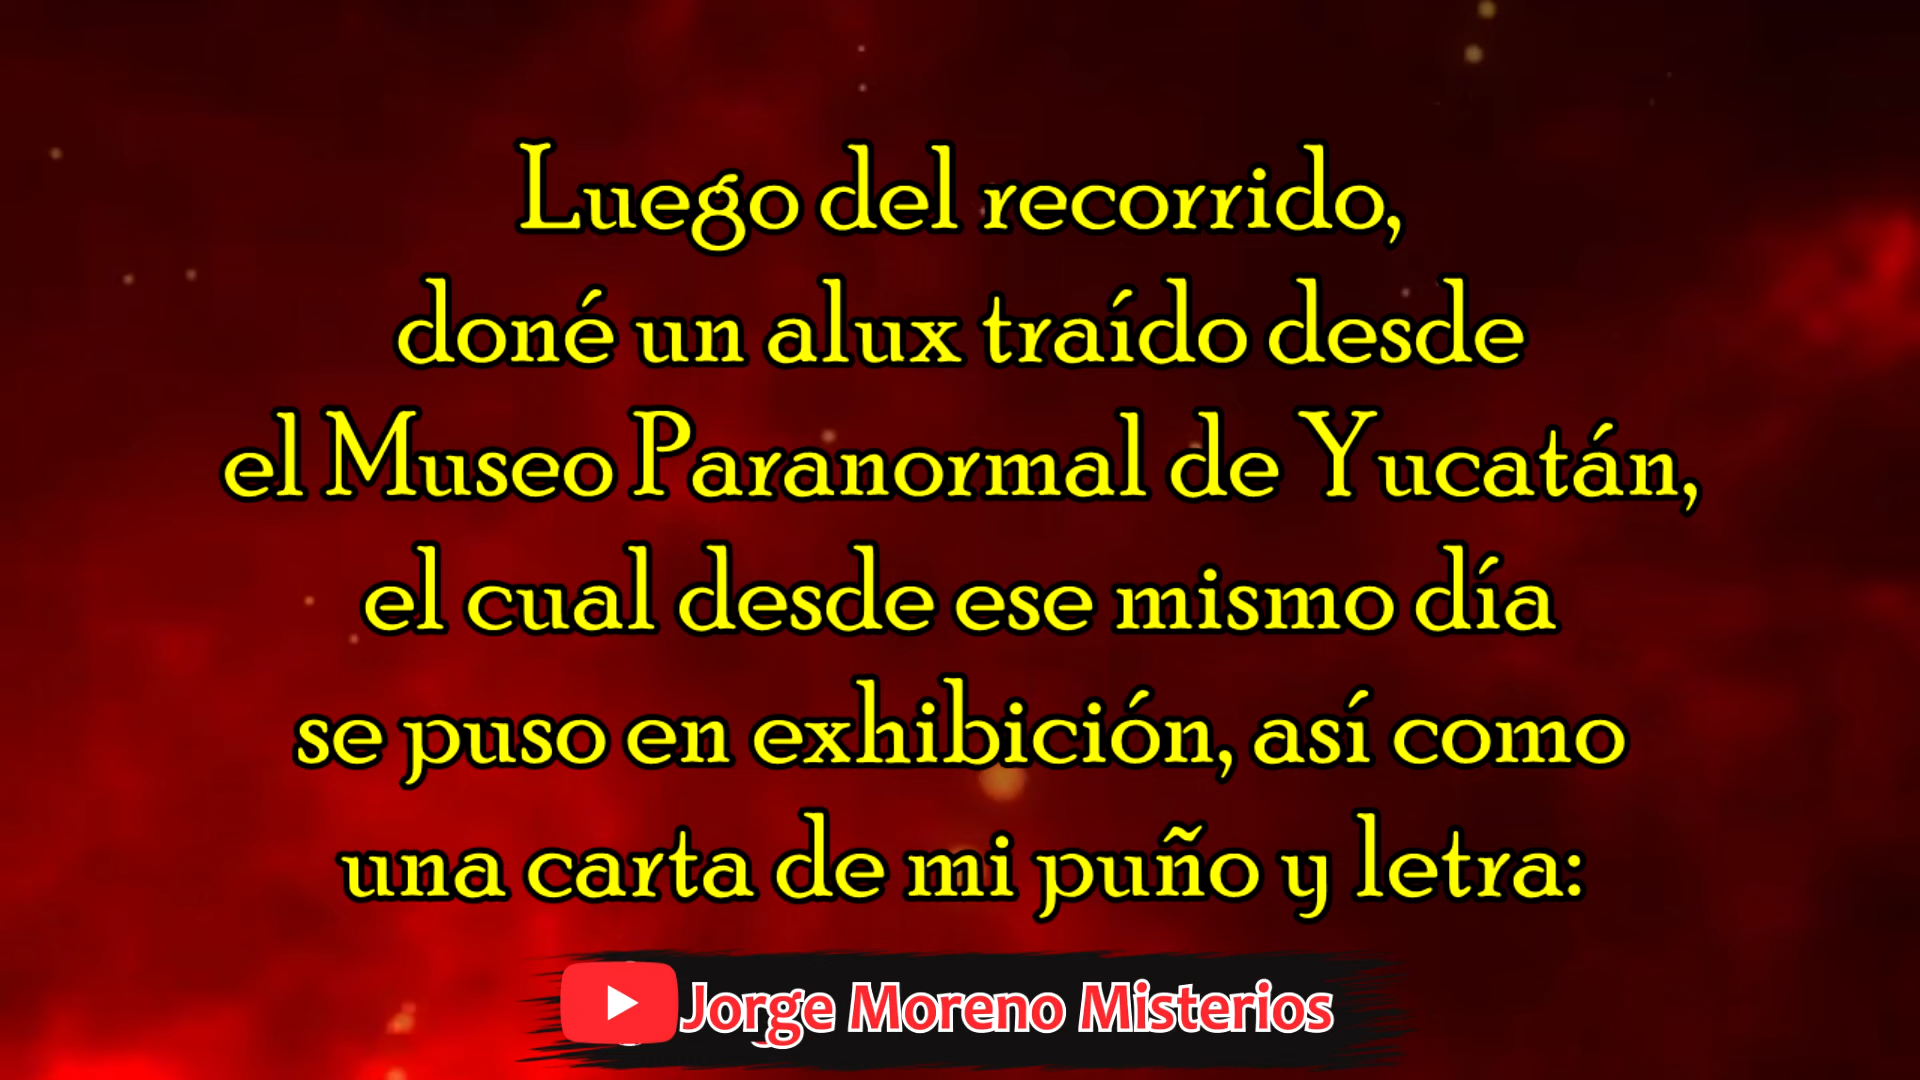 Luego del recorrido,
doné un alux traído desde
el Museo Paranormal de Yucatán,
el cual desde ese mismo día
se puso en exhibición, así como
una carta de mi puño y letra:
Jorge Moreno Misterios